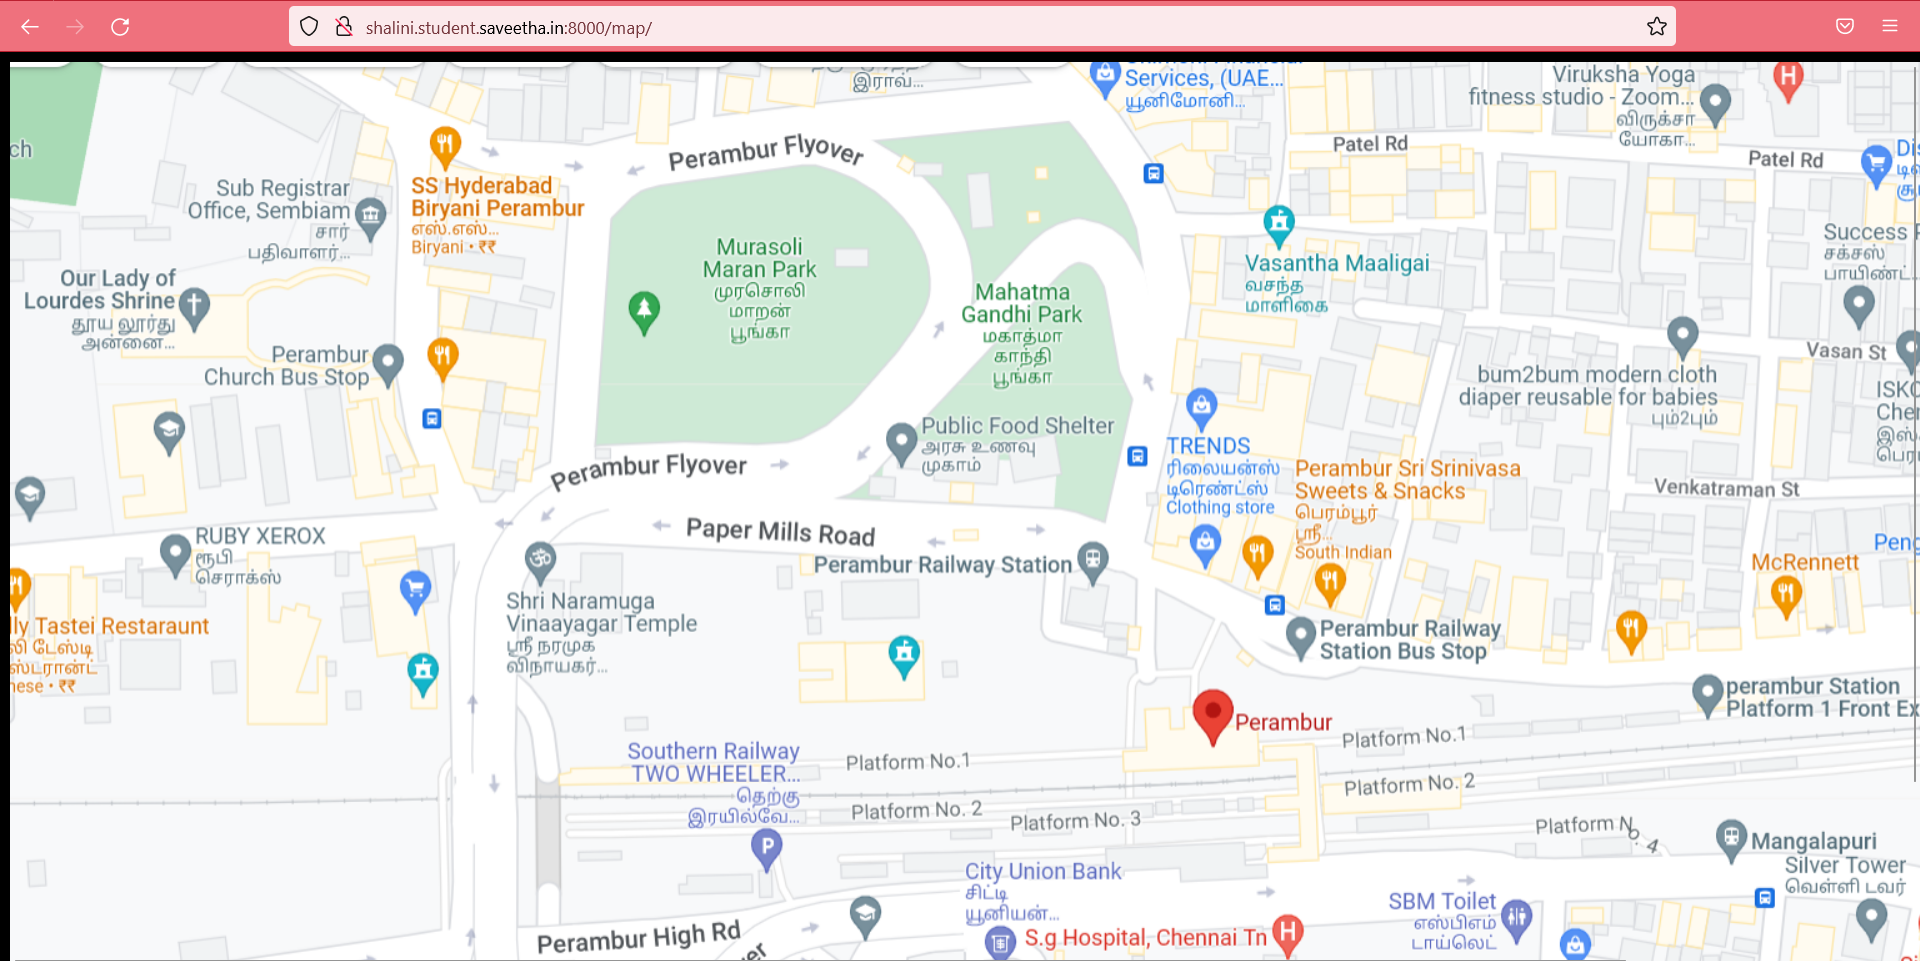 shalini.student.saveetha.in:8000/map/
இராவ்...
Services, (UAE...
யூனிமோனி...
Viruksha Yoga
fitness studio - Zoom...
விருக்சா
யோகா...
Patel Rd
Patel Rd
Perambur Flyover
SS Hyderabad
Biryani Perambur
எஸ்.எஸ்...
Biryani • ₹₹
Sub Registrar
Office, Sembiam
சார்
பதிவாளர்...
Our Lady of
Lourdes Shrine
தூய லூர்து
அன்னை...
Murasoli
Maran Park
முரசொலி
மாறன்
பூங்கா
Mahatma
Gandhi Park
மகாத்மா
காந்தி
பூங்கா
Vasantha Maaligai
வசந்த
மாளிகை
Success
சக்சஸ்
பாயிண்ட்...
Vasan St
Perambur
Church Bus Stop
bum2bum modern cloth
diaper reusable for babies
பும்2பும்
Public Food Shelter
அரசு உணவு
முகாம்
TRENDS
ரிலையன்ஸ்
டிரெண்ட்ஸ்
Clothing store
Perambur Sri Srinivasa
Sweets & Snacks
பெரம்பூர்
ஸ்ரீ...
South Indian
Perambur Flyover
Venkatraman St
Paper Mills Road
RUBY XEROX
ரூபி
செராக்ஸ்
Perambur Railway Station
McRennett
Shri Naramuga
Vinaayagar Temple
ஸ்ரீ நரமுக
விநாயகர்...
lly Tastei Restaraunt
லி டேஸ்டி
ஸ்டரான்ட்
nese • ₹₹
Perambur Railway
Station Bus Stop
perambur Station
Platform 1 Front Ex
Perambur
Platform No.1
Platform No.1
Southern Railway
TWO WHEELER...
தெற்கு
இரயில்வே...
Platform No. 2
Platform No. 2
Platform No. 3
Platform No. 4
Mangalapuri
Silver Tower
வெள்ளி டவர்
City Union Bank
சிட்டி
யூனியன்...
SBM Toilet
எஸ்பிஎம்
டாய்லெட்
S.g Hospital, Chennai Tn
Perambur High Rd